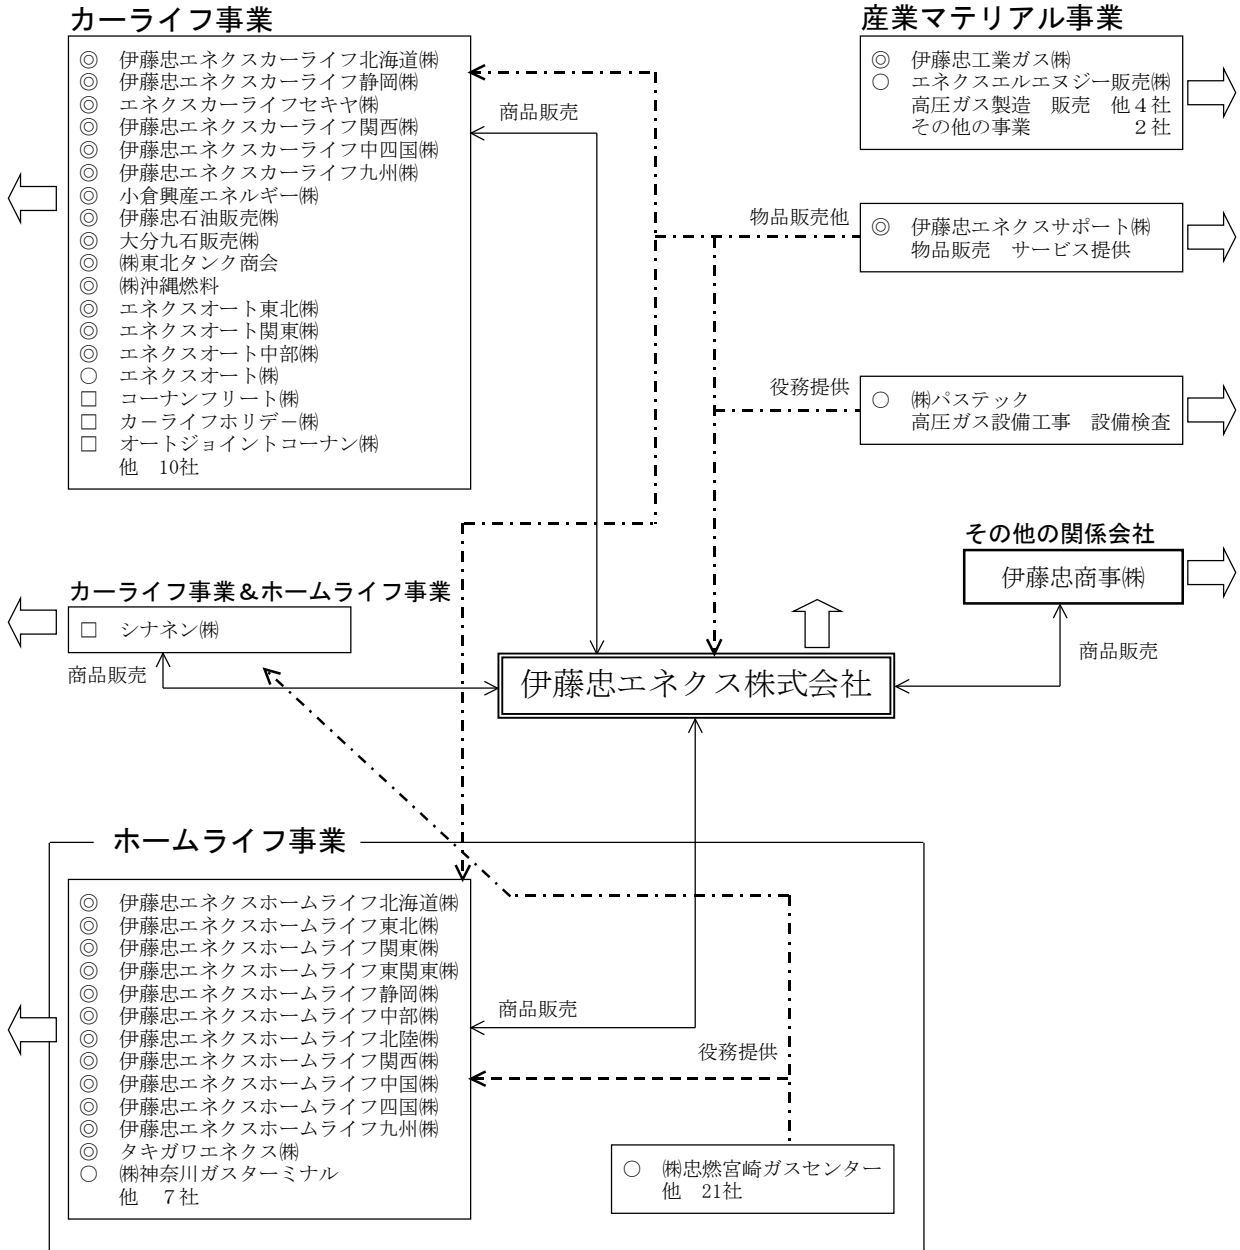 カーライフ事業
◎ 伊藤忠エネクスカーライフ北海道㈱
◎ 伊藤忠エネクスカーライフ静岡㈱
◎ エネクスカーライフセキヤ㈱
◎ 伊藤忠エネクスカーライフ関西㈱
◎ 伊藤忠エネクスカーライフ中四国㈱
◎ 伊藤忠エネクスカーライフ九州㈱
◎ 小倉興産エネルギー㈱
◎ 伊藤忠石油販売㈱
◎ 大分九石販売㈱
◎ ㈱東北タンク商会
◎ ㈱沖縄燃料
◎ エネクスオート東北㈱
◎ エネクスオート関東㈱
◎ エネクスオート中部㈱
○ エネクスオート㈱
□ コーナンフリート㈱
□ カ−ライフホリデ−㈱
□ オートジョイントコーナン㈱
他 10社
商品販売
産業マテリアル事業
◎ 伊藤忠工業ガス㈱
○ エネクスエルエヌジー販売㈱
高圧ガス製造 販売 他４社
その他の事業 ２社
物品販売他
◎ 伊藤忠エネクスサポート㈱
物品販売 サービス提供
役務提供
○ ㈱パステック
高圧ガス設備工事 設備検査
その他の関係会社
伊藤忠商事㈱
商品販売
カーライフ事業＆ホームライフ事業
□ シナネン㈱
商品販売
伊藤忠エネクス株式会社
ホームライフ事業
◎ 伊藤忠エネクスホームライフ北海道㈱
◎ 伊藤忠エネクスホームライフ東北㈱
◎ 伊藤忠エネクスホームライフ関東㈱
◎ 伊藤忠エネクスホームライフ東関東㈱
◎ 伊藤忠エネクスホームライフ静岡㈱
◎ 伊藤忠エネクスホームライフ中部㈱
◎ 伊藤忠エネクスホームライフ北陸㈱
◎ 伊藤忠エネクスホームライフ関西㈱
◎ 伊藤忠エネクスホームライフ中国㈱
◎ 伊藤忠エネクスホームライフ四国㈱
◎ 伊藤忠エネクスホームライフ九州㈱
◎ タキガワエネクス㈱
○ ㈱神奈川ガスターミナル
他 ７社
商品販売
役務提供
○ ㈱忠燃宮崎ガスセンター
他 21社